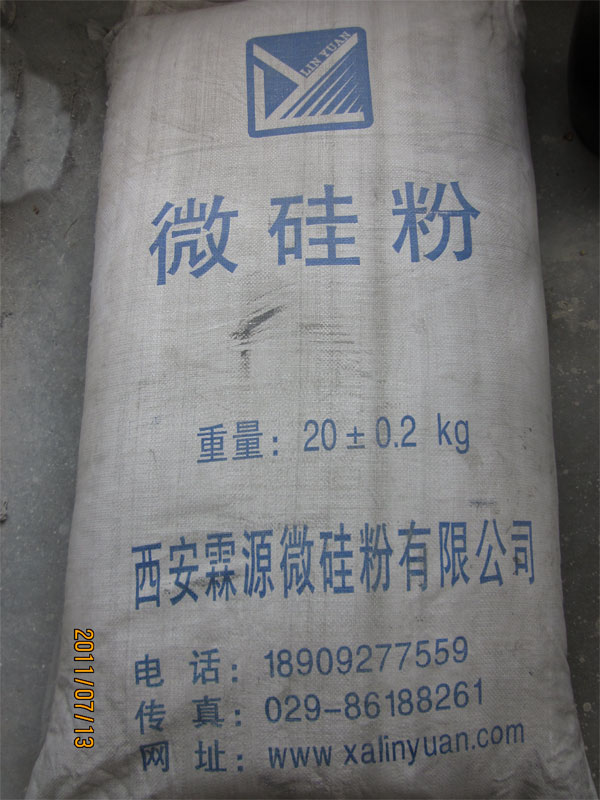 LIN YUAN
微硅粉
重量：20±0.2 kg
西安霖源微硅粉有限公司
电 话：18909277559
传 真：029-86188261
网 址：www.xalinyuan.com
2011/07/13